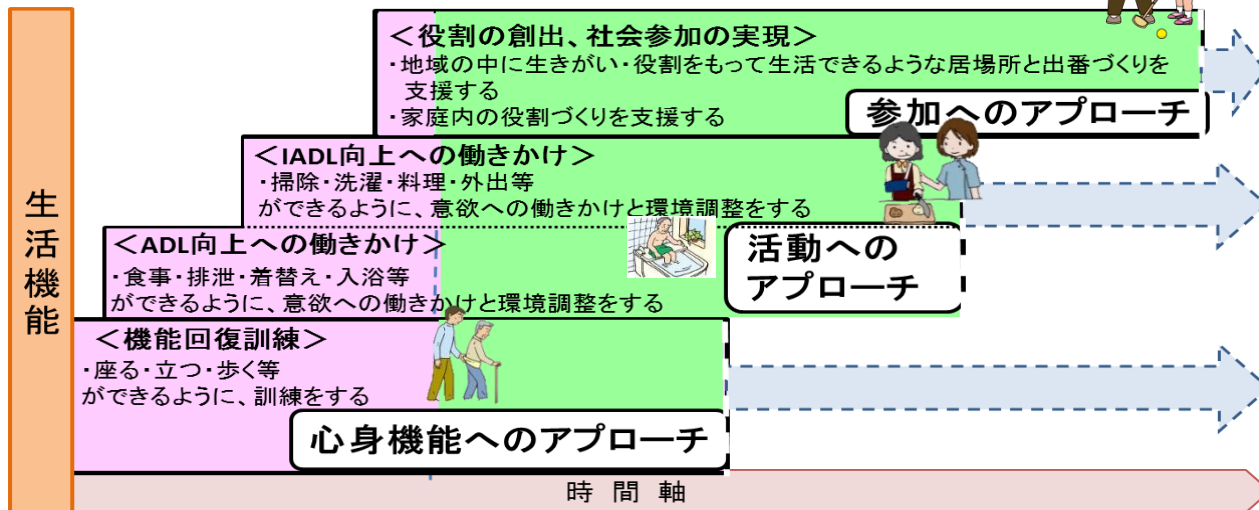 生活機能
＜役割の創出、社会参加の実現＞
・地域の中に生きがい・役割をもって生活できるような居場所と出番づくりを
支援する
・家庭内の役割づくりを支援する
参加へのアプローチ
＜IADL向上への働きかけ＞
・掃除・洗濯・料理・外出等
ができるように、意欲への働きかけと環境調整をする
＜ADL向上への働きかけ＞
・食事・排泄・着替え・入浴等
ができるように、意欲への働きかけと環境調整をする
活動への
アプローチ
＜機能回復訓練＞
・座る・立つ・歩く等
ができるように、訓練をする
心身機能へのアプローチ
時間軸